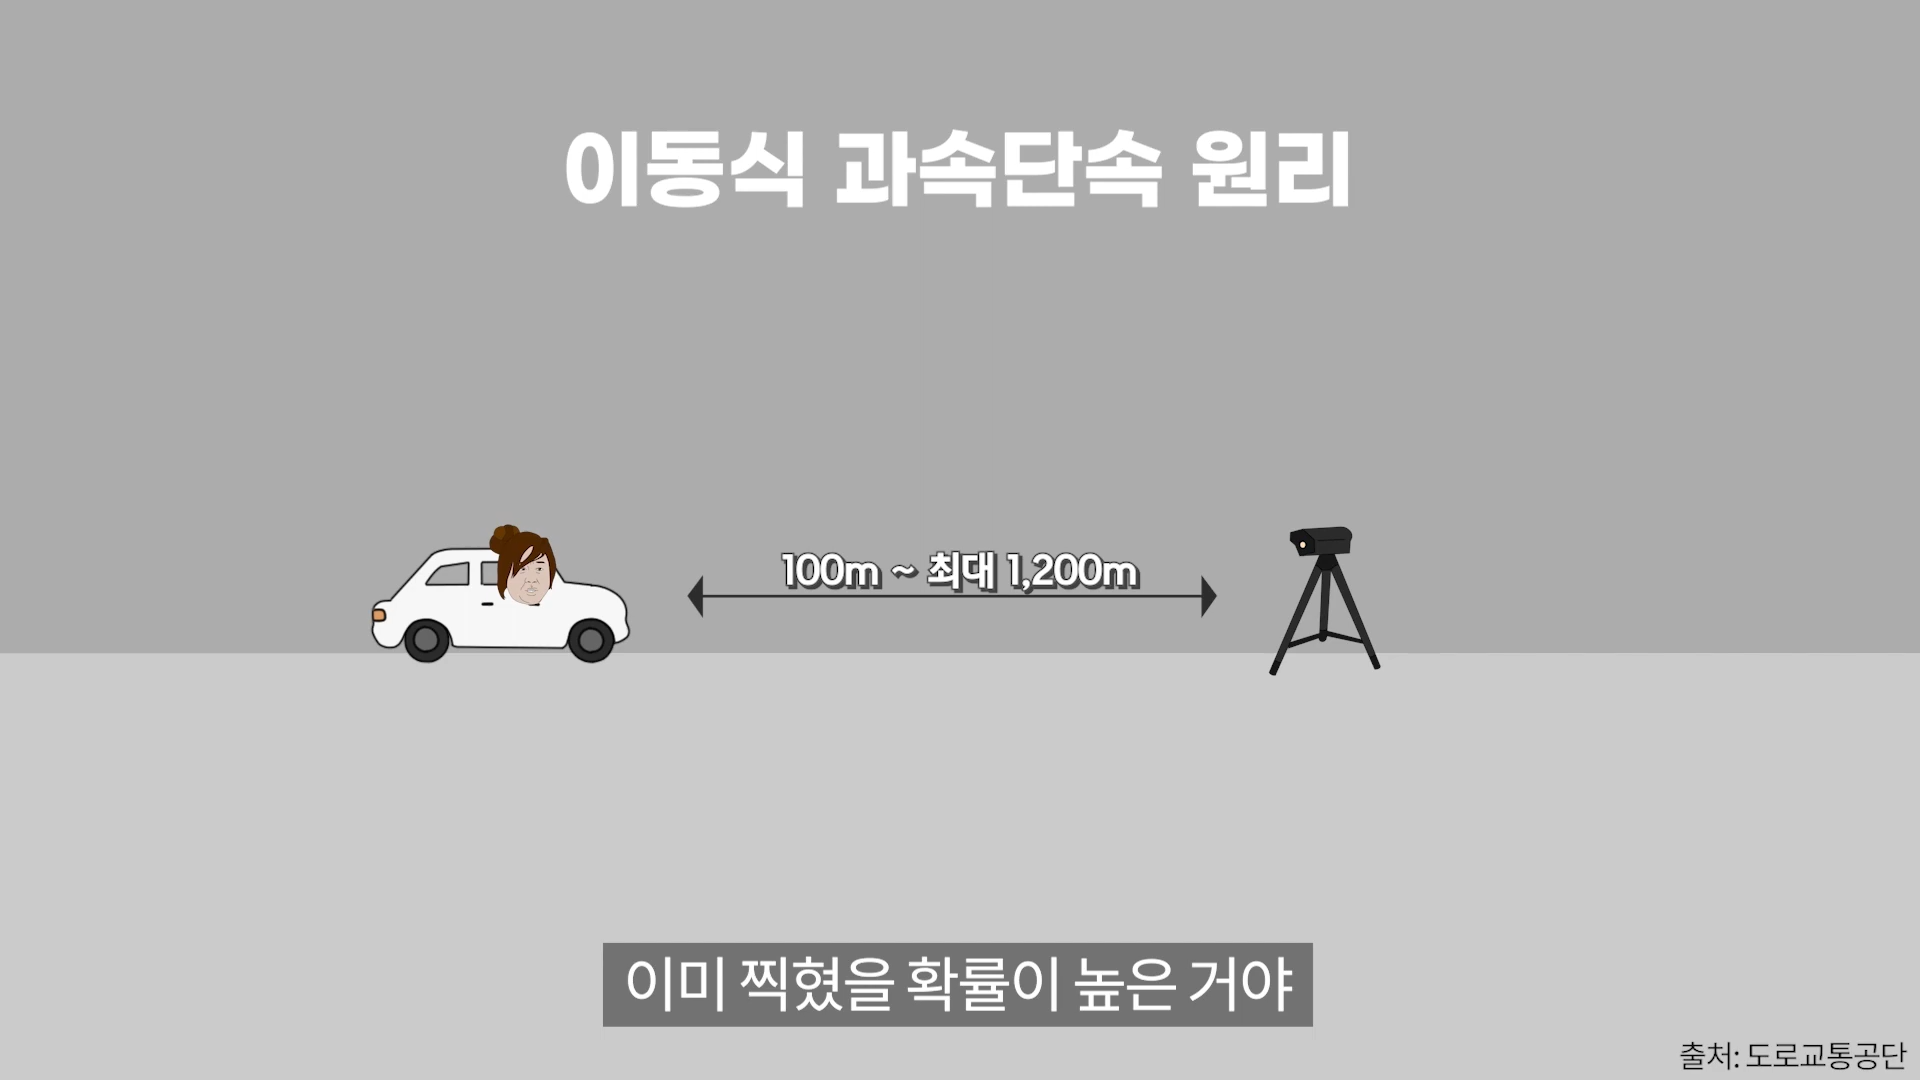 이동식 과속단속 원리
100m ~ 최대 1,200m
이미 찍혔을 확률이 높은 거야
출처: 도로교통공단